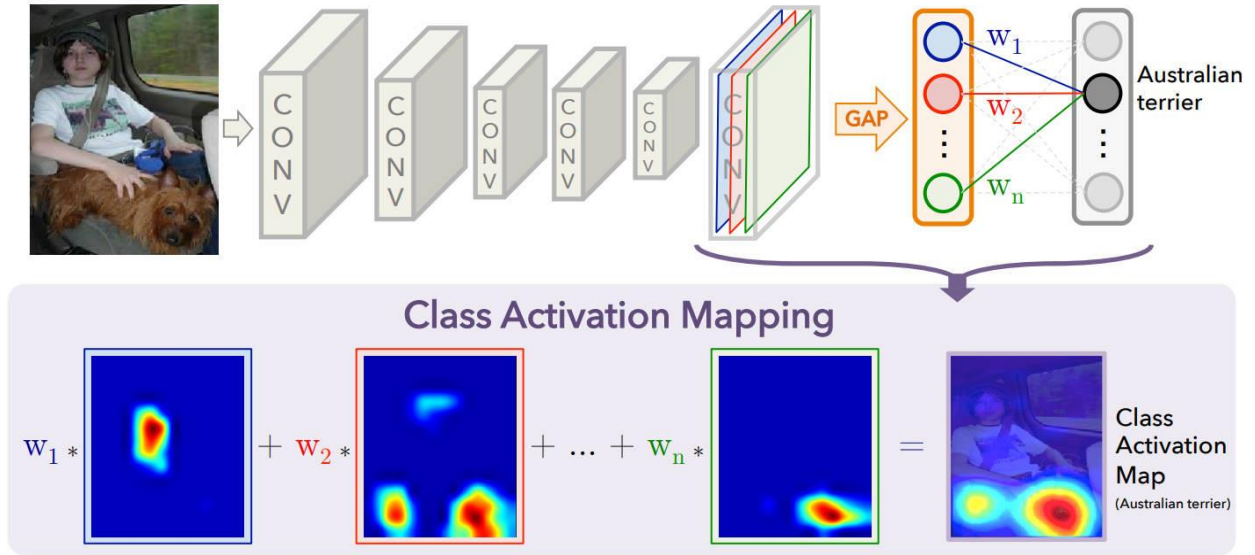 CONV
CONV
CONV
CONV
CONV
CONV
GAP
w1
w2
⋮
wn
⋮
Australian
terrier
Class Activation Mapping
w1 * + w2 * + ... + wn * =
Class
Activation
Map
(Australian terrier)